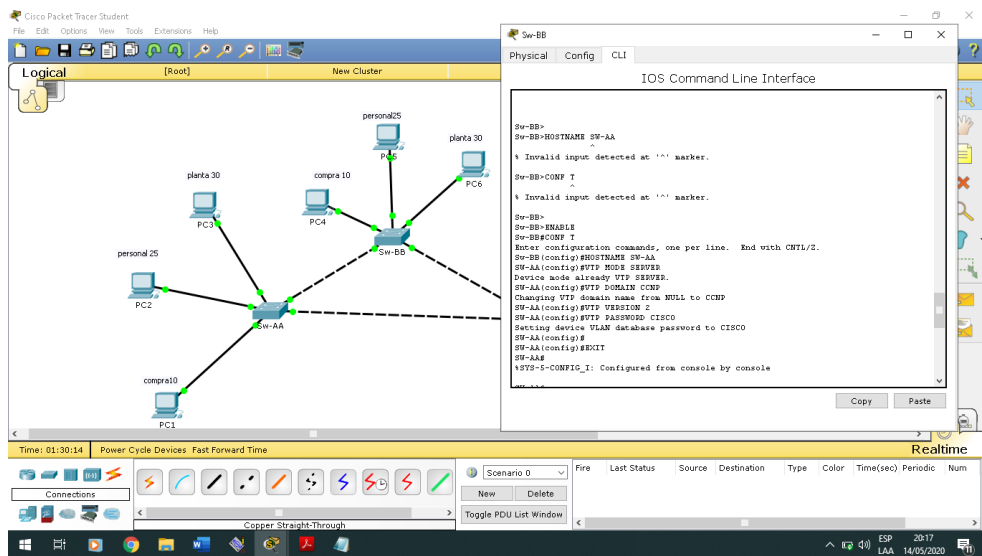 Cisco Packet Tracer Student
File Edit Options View Tools Extensions Help
Logical
[Root]
New Cluster
personal25
PC5
planta 30
PC6
planta 30
PC3
compra 10
PC4
Sw-BB
personal 25
PC2
Sw-AA
compra10
PC1
Sw-BB
Physical Config CLI
IOS Command Line Interface
Sw-BB>
Sw-BB>HOSTNAME SW-AA
^
% Invalid input detected at '^' marker.
Sw-BB>CONF T
^
% Invalid input detected at '^' marker.
Sw-BB>
Sw-BB>ENABLE
Sw-BB#CONF T
Enter configuration commands, one per line. End with CNTL/Z.
Sw-BB(config)#HOSTNAME SW-AA
SW-AA(config)#VTP MODE SERVER
Device mode already VTP SERVER.
SW-AA(config)#VTP DOMAIN CCNP
Changing VTP domain name from NULL to CCNP
SW-AA(config)#VTP VERSION 2
SW-AA(config)#VTP PASSWORD CISCO
Setting device VLAN database password to CISCO
SW-AA(config)#
SW-AA(config)#EXIT
SW-AA#
%SYS-5-CONFIG_I: Configured from console by console
Copy Paste
Time: 01:30:14 Power Cycle Devices Fast Forward Time
Realtime
Connections
Copper Straight-Through
Scenario 0
New Delete
Toggle PDU List Window
Fire Last Status Source Destination Type Color Time(sec) Periodic Num
ESP
LAA
20:17
14/05/2020